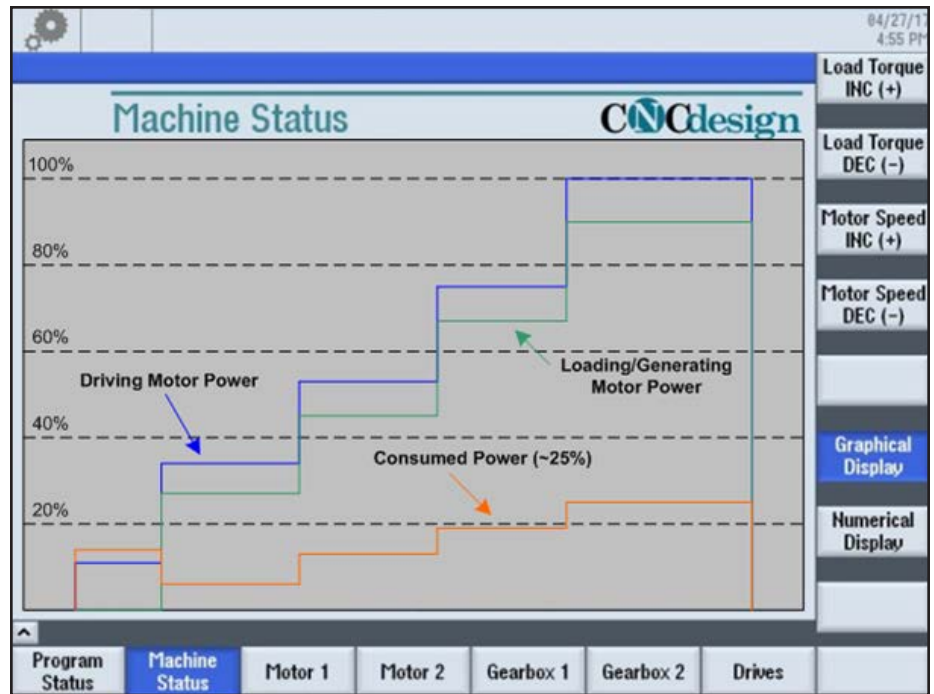 04/27/17
4:55 PM
Machine Status
CNCdesign
100%
80%
60%
40%
20%
Driving Motor Power
Loading/Generating
Motor Power
Consumed Power (~25%)
Load Torque
INC (+)
Load Torque
DEC (-)
Motor Speed
INC (+)
Motor Speed
DEC (-)
Graphical
Display
Numerical
Display
Program
Status
Machine
Status
Motor 1
Motor 2
Gearbox 1
Gearbox 2
Drives